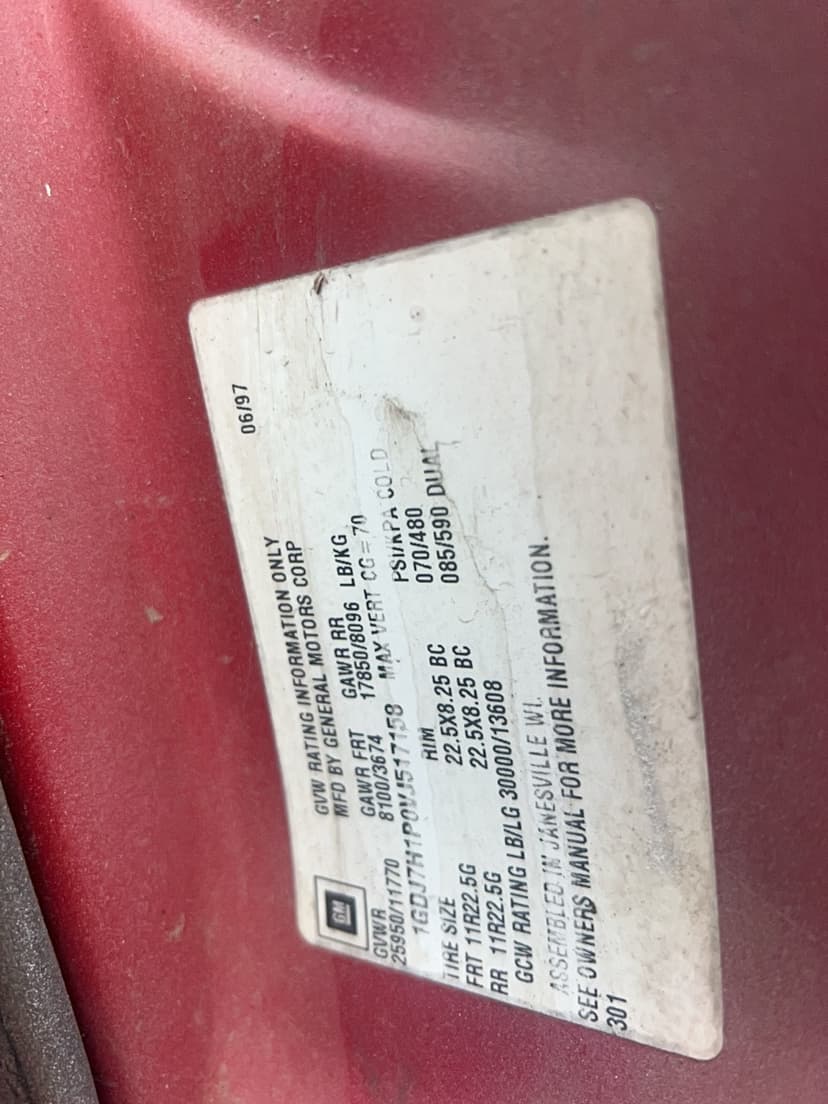 06/97
GM
GVW RATING INFORMATION ONLY
MFD BY GENERAL MOTORS CORP
GVWR GAWR FRT GAWR RR
25950/11770 8100/3674 17850/8096 LB/KG
1GDJ7H1P0VJ517158 MAX VERT CG = 70
TIRE SIZE RIM PSI/KPA COLD
FRT 11R22.5G 22.5X8.25 BC 070/480
RR 11R22.5G 22.5X8.25 BC 085/590 DUAL
GCW RATING LB/LG 30000/13608
ASSEMBLED IN JANESVILLE WI.
SEE OWNERS MANUAL FOR MORE INFORMATION.
301